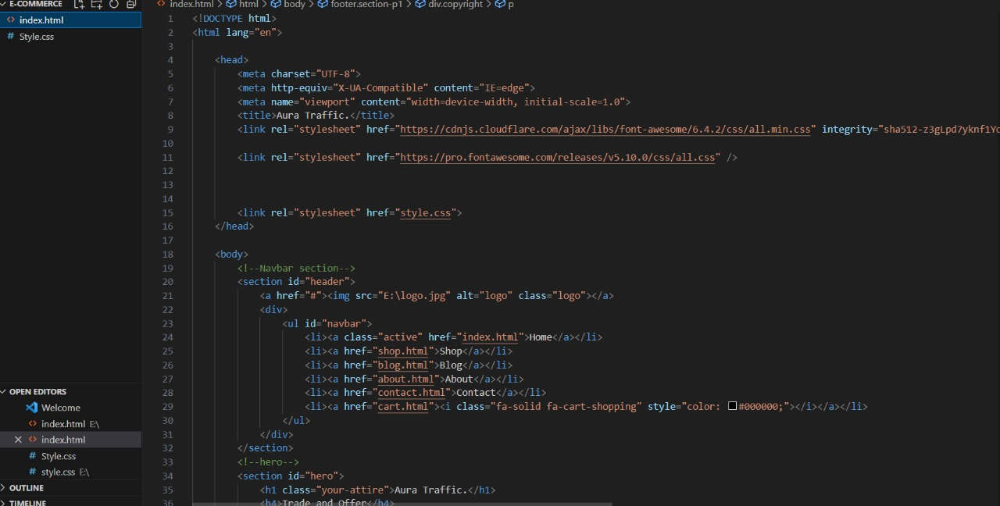 E-COMMERCE
index.html
Style.css
OPEN EDITORS
Welcome
index.html E:\
index.html
Style.css
style.css E:\
OUTLINE
TIMELINE
index.html > html > body > footer.section-p1 > div.copyright > p
1 <!DOCTYPE html>
2 <html lang="en">
3
4 <head>
5 <meta charset="UTF-8">
6 <meta http-equiv="X-UA-Compatible" content="IE=edge">
7 <meta name="viewport" content="width=device-width, initial-scale=1.0">
8 <title>Aura Traffic.</title>
9 <link rel="stylesheet" href="https://cdnjs.cloudflare.com/ajax/libs/font-awesome/6.4.2/css/all.min.css" integrity="sha512-z3gLpd7yknf1Yo
10
11 <link rel="stylesheet" href="https://pro.fontawesome.com/releases/v5.10.0/css/all.css" />
12
13
14
15 <link rel="stylesheet" href="style.css">
16 </head>
17
18 <body>
19 <!--Navbar section-->
20 <section id="header">
21 <a href="#"><img src="E:\logo.jpg" alt="logo" class="logo"></a>
22 <div>
23 <ul id="navbar">
24 <li><a class="active" href="index.html">Home</a></li>
25 <li><a href="shop.html">Shop</a></li>
26 <li><a href="blog.html">Blog</a></li>
27 <li><a href="about.html">About</a></li>
28 <li><a href="contact.html">Contact</a></li>
29 <li><a href="cart.html"><i class="fa-solid fa-cart-shopping" style="color: #000000;"></i></a></li>
30 </ul>
31 </div>
32 </section>
33 <!--hero-->
34 <section id="hero">
35 <h1 class="your-attire">Aura Traffic.</h1>
36 <h4>Trade and Offer</h4>